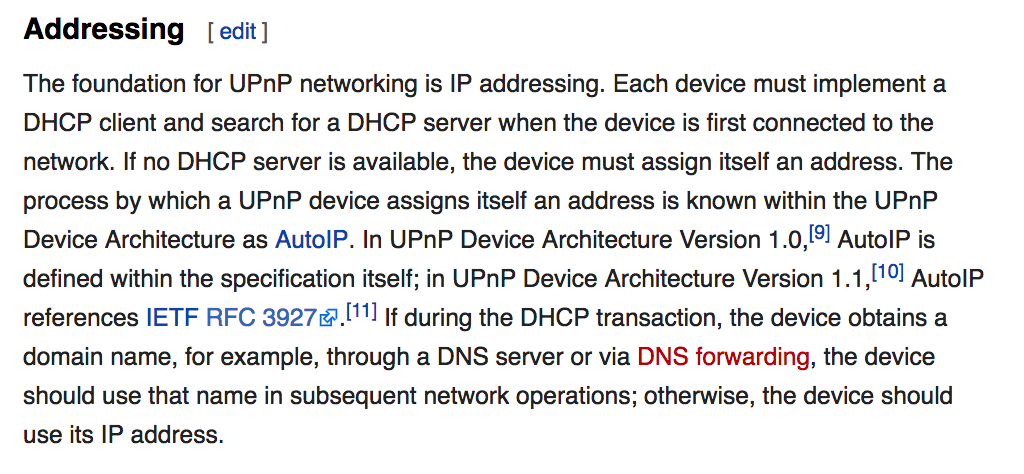 Addressing [ edit ]
The foundation for UPnP networking is IP addressing. Each device must implement a
DHCP client and search for a DHCP server when the device is first connected to the
network. If no DHCP server is available, the device must assign itself an address. The
process by which a UPnP device assigns itself an address is known within the UPnP
Device Architecture as AutoIP. In UPnP Device Architecture Version 1.0,[9] AutoIP is
defined within the specification itself; in UPnP Device Architecture Version 1.1,[10] AutoIP
references IETF RFC 3927.[11] If during the DHCP transaction, the device obtains a
domain name, for example, through a DNS server or via DNS forwarding, the device
should use that name in subsequent network operations; otherwise, the device should
use its IP address.